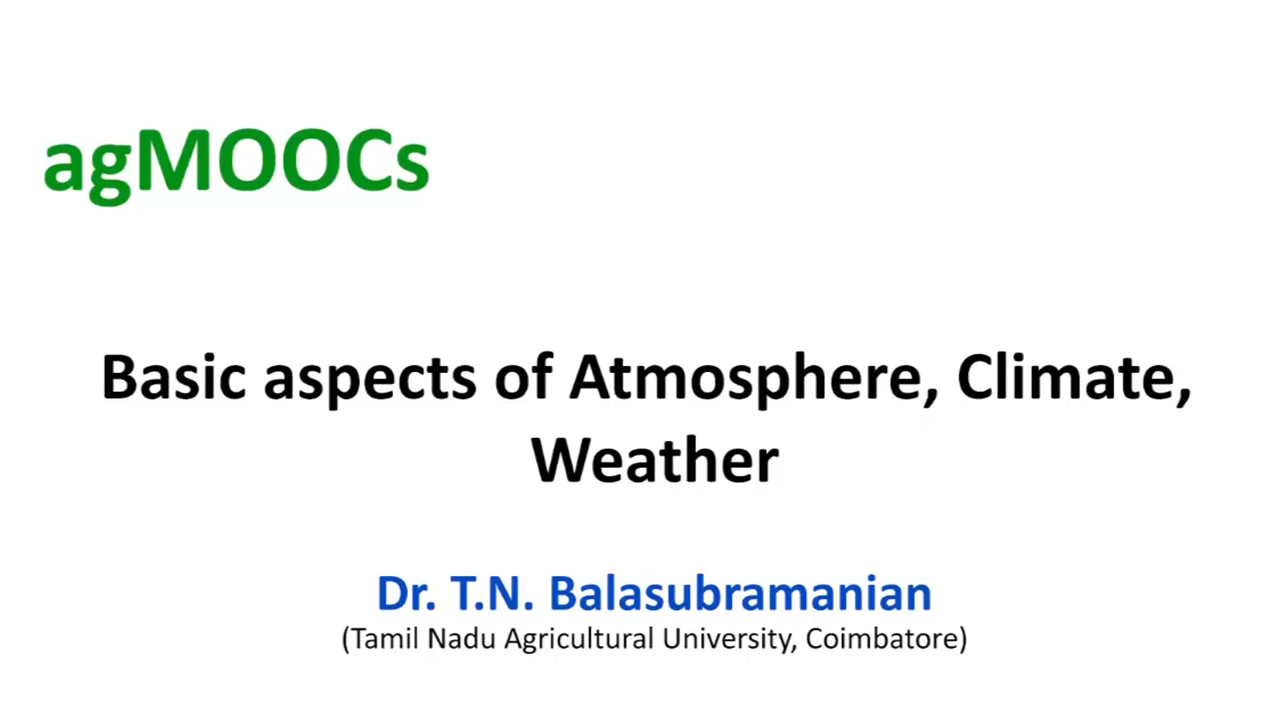 agMOOCs
Basic aspects of Atmosphere, Climate,
Weather
Dr. T.N. Balasubramanian
(Tamil Nadu Agricultural University, Coimbatore)